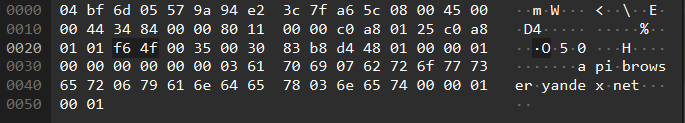 0000 04 bf 6d 05 57 9a 94 e2 3c 7f a6 5c 08 00 45 00 ··m·W···<··\··E·
0010 00 44 34 84 00 00 80 11 00 00 c0 a8 01 25 c0 a8 ·D4··········%··
0020 01 01 f6 4f 00 35 00 30 83 b8 d4 48 01 00 00 01 ···O·5·0···H····
0030 00 00 00 00 00 00 03 61 70 69 07 62 72 6f 77 73 ·······api·brows
0040 65 72 06 79 61 6e 64 65 78 03 6e 65 74 00 00 01 er·yandex·net···
0050 00 01 ··